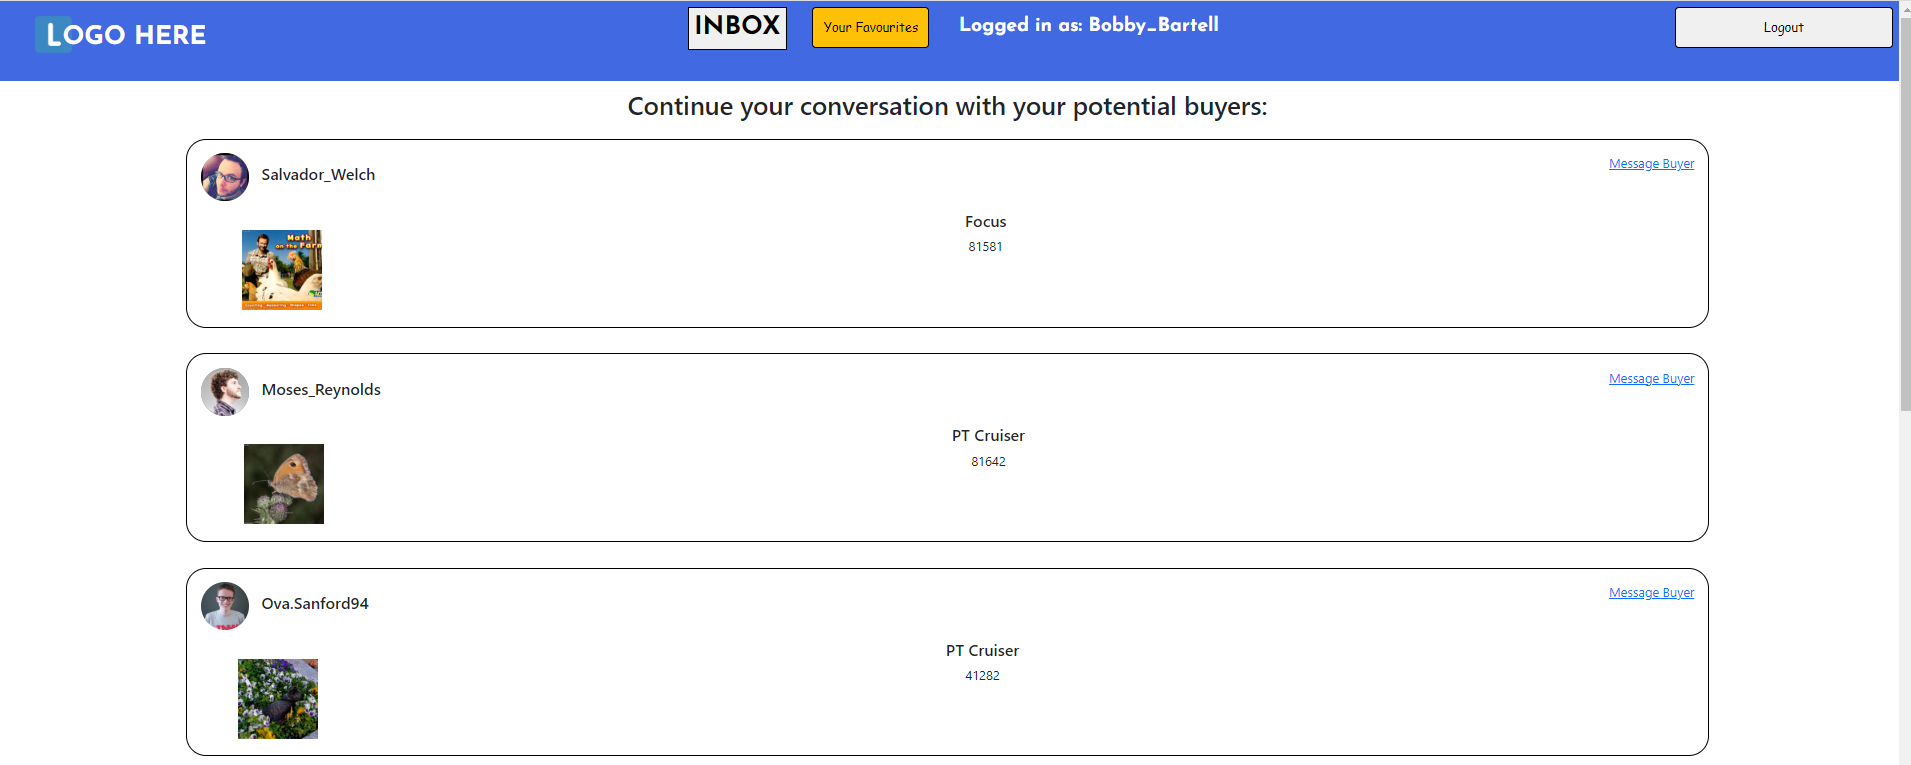 LOGO HERE
INBOX
Your Favourites
Logged in as: Bobby_Bartell
Logout
Continue your conversation with your potential buyers:
Salvador_Welch
Message Buyer
Focus
81581
Math
on the Farm
Moses_Reynolds
Message Buyer
PT Cruiser
81642
Ova.Sanford94
Message Buyer
PT Cruiser
41282